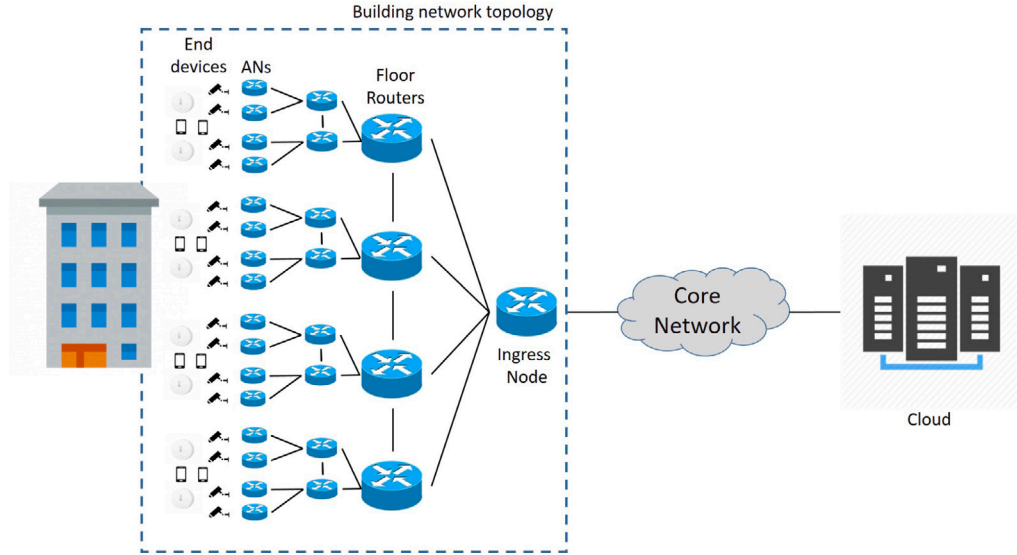 Building network topology
End
devices
ANs
Floor
Routers
Ingress
Node
Core
Network
Cloud